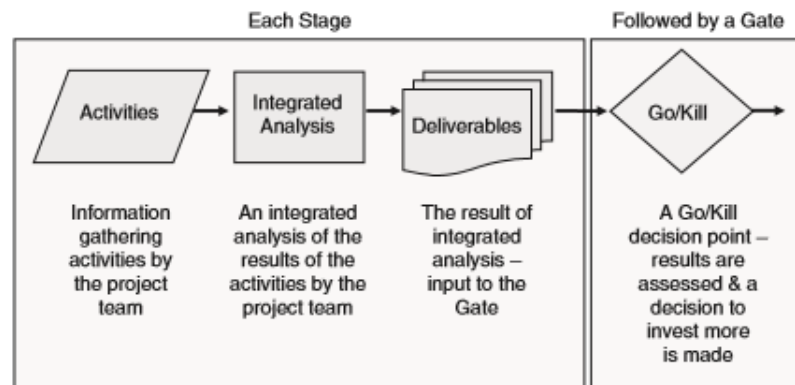 Each Stage
Followed by a Gate
Activities
Integrated
Analysis
Deliverables
Go/Kill
Information
gathering
activities by
the project
team
An integrated
analysis of the
results of the
activities by the
project team
The result of
integrated
analysis –
input to the
Gate
A Go/Kill
decision point –
results are
assessed & a
decision to
invest more
is made